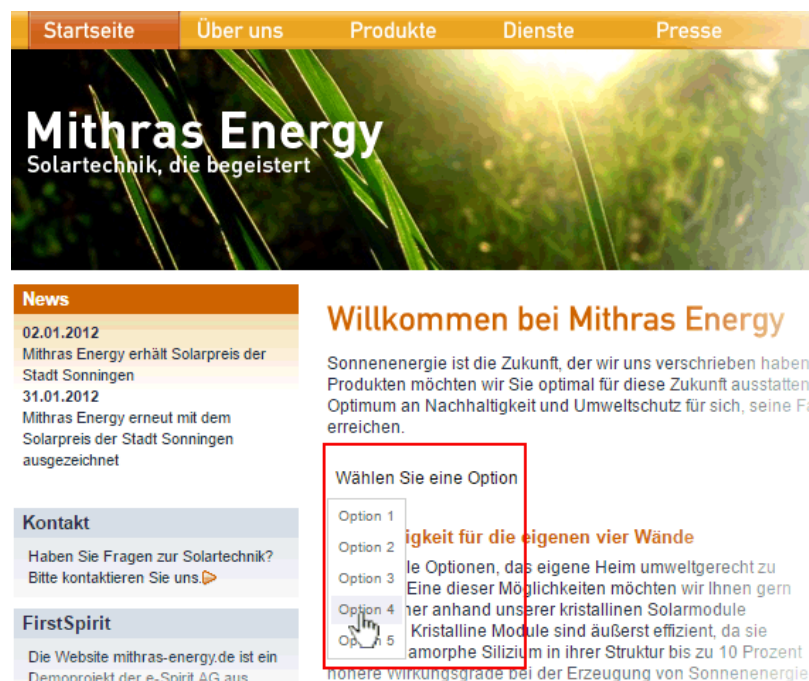 Startseite Über uns Produkte Dienste Presse
Mithras Energy
Solartechnik, die begeistert
News
02.01.2012
Mithras Energy erhält Solarpreis der
Stadt Sonningen
31.01.2012
Mithras Energy erneut mit dem
Solarpreis der Stadt Sonningen
ausgezeichnet
Kontakt
Haben Sie Fragen zur Solartechnik?
Bitte kontaktieren Sie uns.
FirstSpirit
Die Website mithras-energy.de ist ein
Demoprojekt der e-Spirit AG aus
Willkommen bei Mithras Energy
Sonnenenergie ist die Zukunft, der wir uns verschrieben haben
Produkten möchten wir Sie optimal für diese Zukunft ausstatten
Optimum an Nachhaltigkeit und Umweltschutz für sich, seine
erreichen.
Wählen Sie eine Option
Option 1
Option 2
Option 3
Option 4
Option 5
igkeit für die eigenen vier Wände
le Optionen, das eigene Heim umweltgerecht zu
Eine dieser Möglichkeiten möchten wir Ihnen gern
her anhand unserer kristallinen Solarmodule
Kristalline Module sind äußerst effizient, da sie
amorphe Silizium in ihrer Struktur bis zu 10 Prozent
höhere Wirkungsgrade bei der Erzeugung von Sonnenenergie